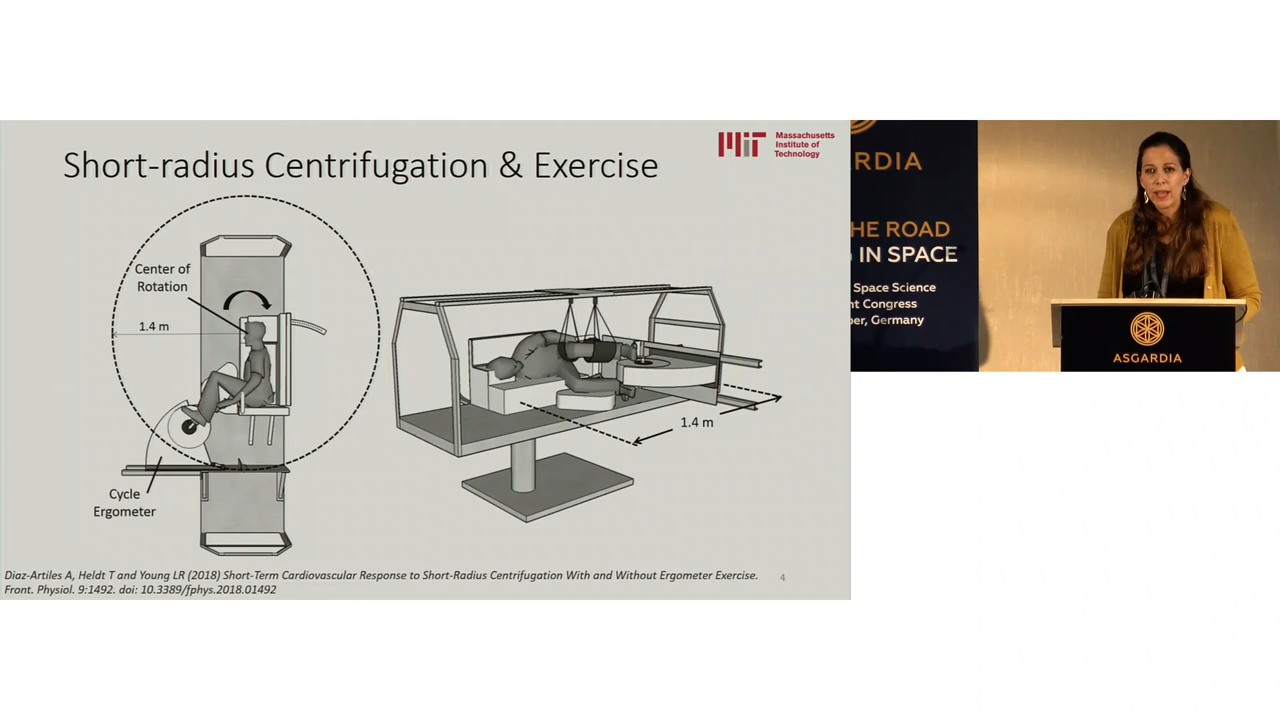 Short-radius Centrifugation & Exercise
Massachusetts
Institute of
Technology
Center of
Rotation
1.4 m
Cycle
Ergometer
1.4 m
Diaz-Artiles A, Heldt T and Young LR (2018) Short-Term Cardiovascular Response to Short-Radius Centrifugation With and Without Ergometer Exercise.
Front. Physiol. 9:1492. doi: 10.3389/fphys.2018.01492
4
RDIA
HE ROAD
IN SPACE
Space Science
nt Congress
ber, Germany
ASGARDIA